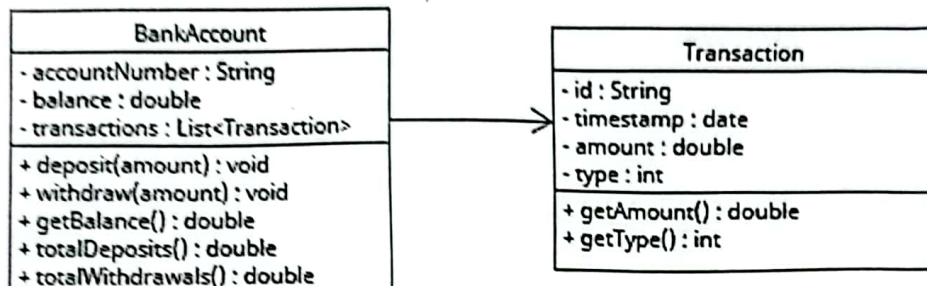 BankAccount
- accountNumber : String
- balance : double
- transactions : List<Transaction>
+ deposit(amount) : void
+ withdraw(amount) : void
+ getBalance() : double
+ totalDeposits() : double
+ totalWithdrawals() : double
Transaction
- id : String
- timestamp : date
- amount : double
- type : int
+ getAmount() : double
+ getType() : int